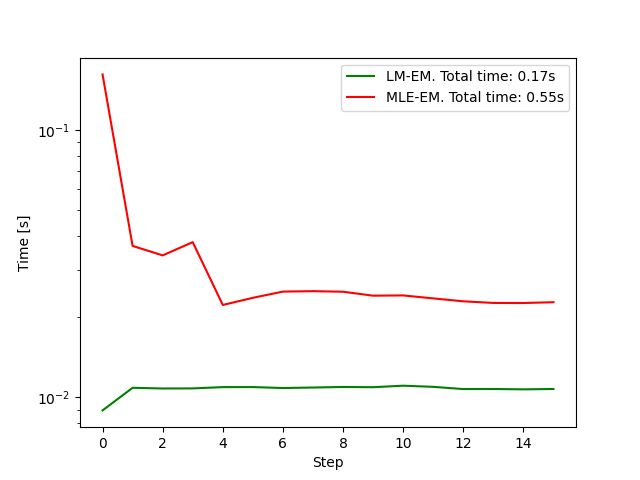 LM-EM. Total time: 0.17s
MLE-EM. Total time: 0.55s
10⁻¹
10⁻²
Time [s]
0 2 4 6 8 10 12 14
Step